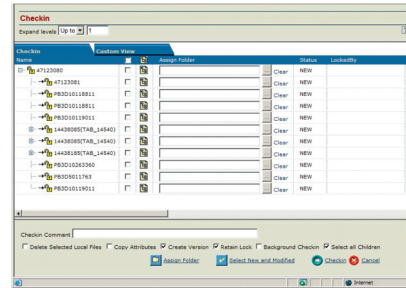 Checkin
Expand levels Up to 1
Checkin Custom View
Name Assign Folder Status LockedBy
47123080 Clear NEW
47123081 Clear NEW
PB3D10118811 Clear NEW
PB3D10118811 Clear NEW
PB3D10119011 Clear NEW
14438085(TAB_14540) Clear NEW
14438085(TAB_14540) Clear NEW
14438185(TAB_14540) Clear NEW
PB3D10263360 Clear NEW
PB3D5011763 Clear NEW
PB3D10119011 Clear NEW
Checkin Comment
Delete Selected Local Files Copy Attributes Create Version Retain Lock Background Checkin Select all Children
Assign Folder Select New and Modified Checkin Cancel
Internet